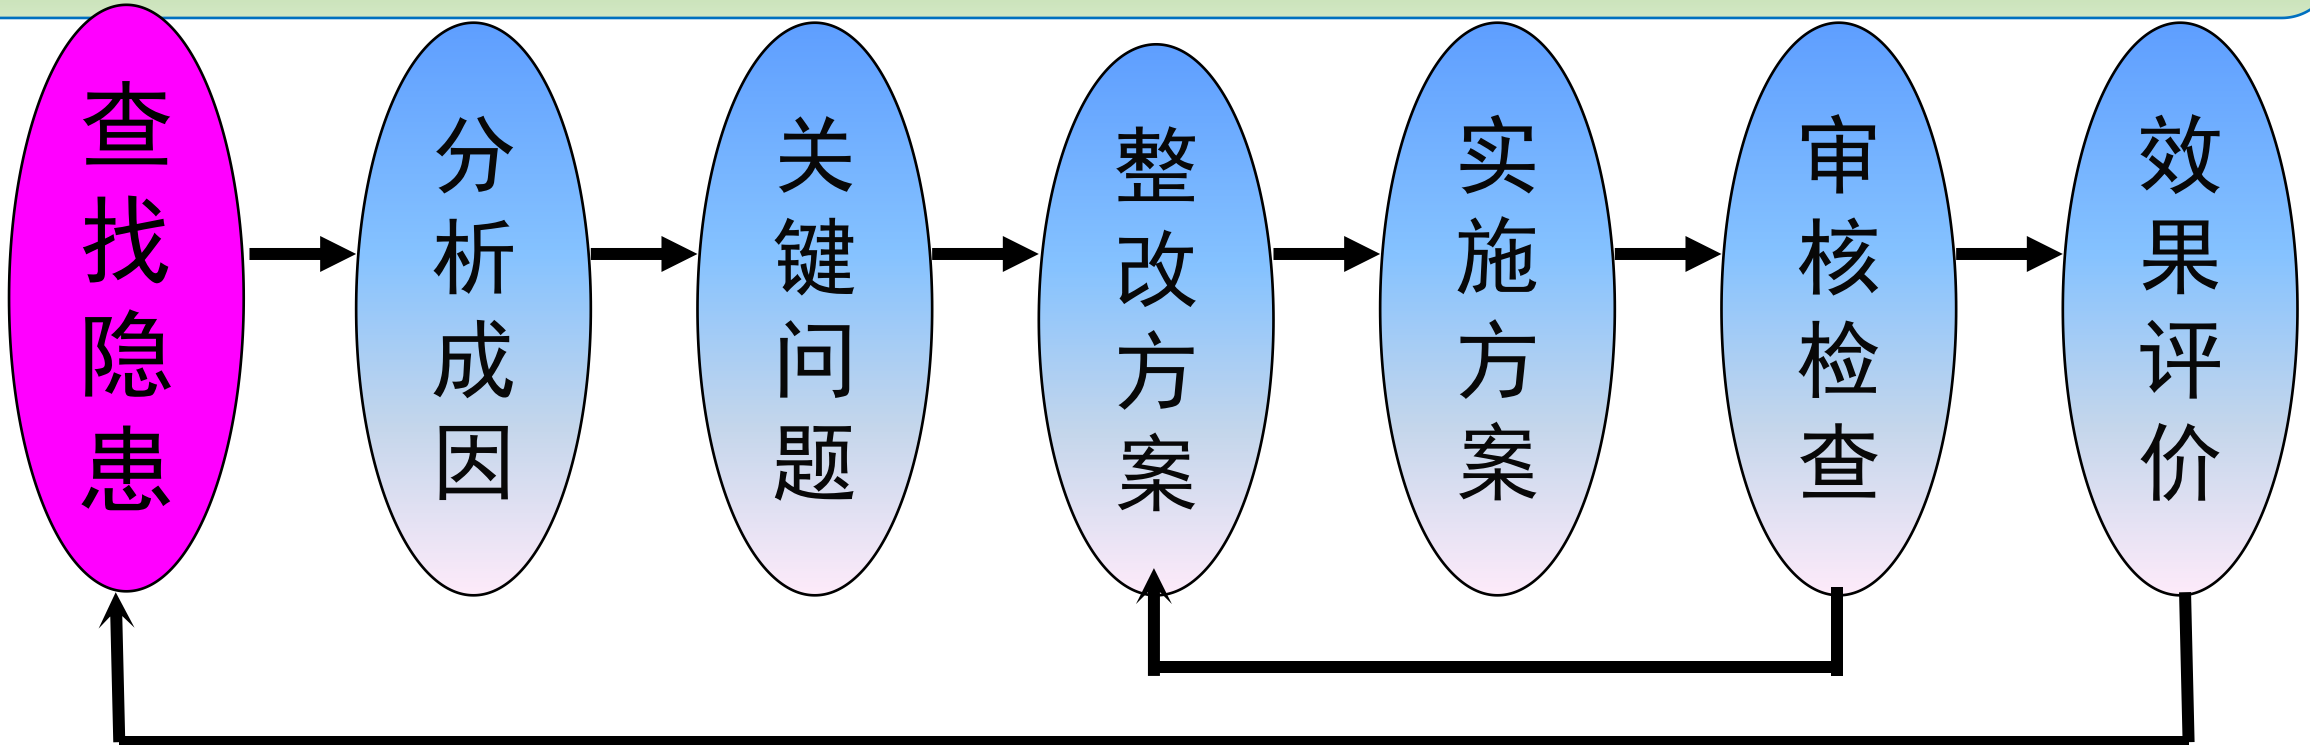 查找隐患
分析成因
关键问题
整改方案
实施方案
审核检查
效果评价